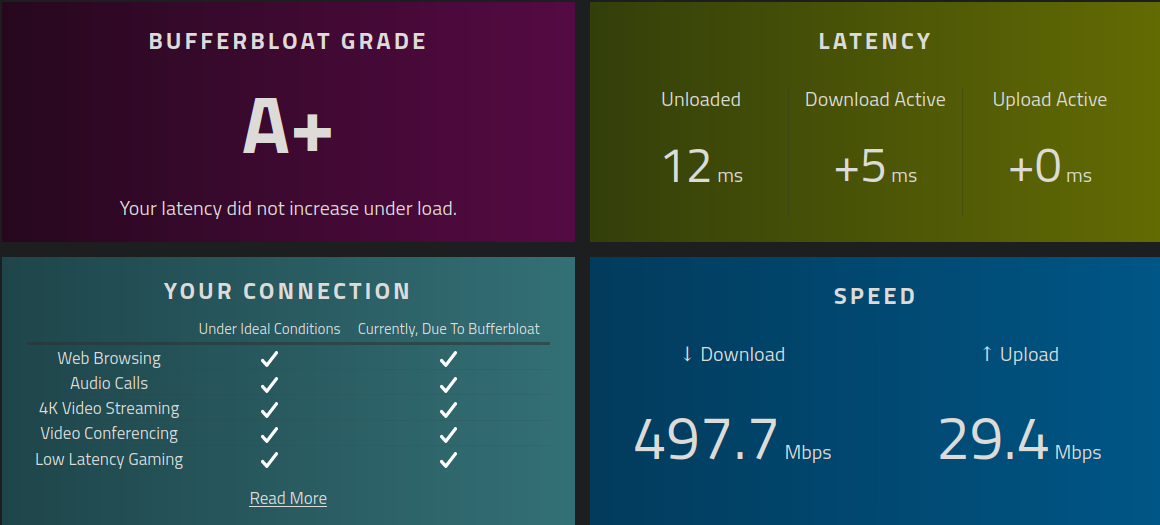 BUFFERBLOAT GRADE
A+
Your latency did not increase under load.
LATENCY
Unloaded Download Active Upload Active
12 ms +5 ms +0 ms
YOUR CONNECTION
Under Ideal Conditions Currently, Due To Bufferbloat
Web Browsing
Audio Calls
4K Video Streaming
Video Conferencing
Low Latency Gaming
Read More
SPEED
↓ Download ↑ Upload
497.7 Mbps 29.4 Mbps